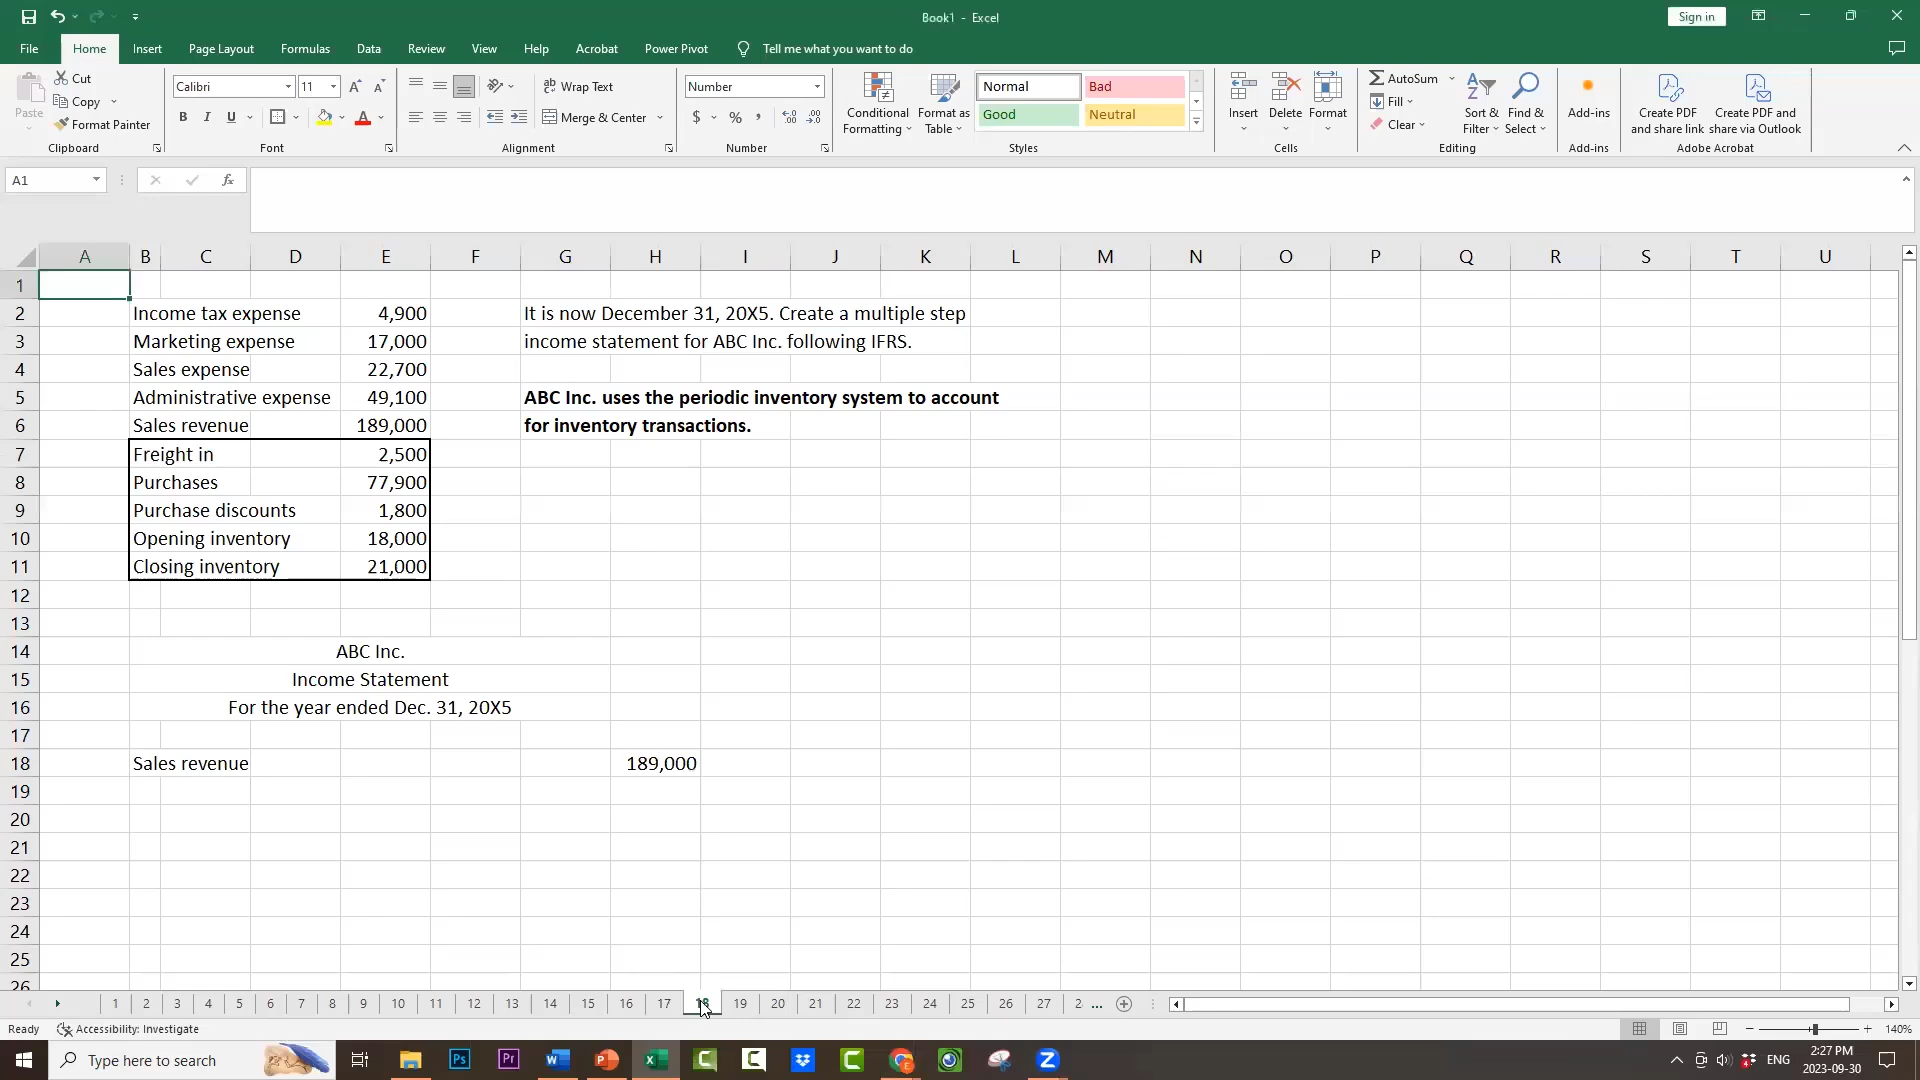 Book1 - Excel
Sign in
File Home Insert Page Layout Formulas Data Review View Help Acrobat Power Pivot Tell me what you want to do
Paste
Cut
Copy
Format Painter
Clipboard
Calibri 11
B I U
Font
Wrap Text
Merge & Center
Alignment
Number
$ % ,
Number
Conditional Formatting
Format as Table
Normal Bad
Good Neutral
Styles
Insert Delete Format
Cells
AutoSum
Fill
Clear
Sort & Filter
Find & Select
Editing
Add-ins
Add-ins
Create PDF and share link
Create PDF and share via Outlook
Adobe Acrobat
A1 fx
A B C D E F G H I J K L M N O P Q R S T U
1
2 Income tax expense 4,900 It is now December 31, 20X5. Create a multiple step
3 Marketing expense 17,000 income statement for ABC Inc. following IFRS.
4 Sales expense 22,700
5 Administrative expense 49,100 ABC Inc. uses the periodic inventory system to account
6 Sales revenue 189,000 for inventory transactions.
7 Freight in 2,500
8 Purchases 77,900
9 Purchase discounts 1,800
10 Opening inventory 18,000
11 Closing inventory 21,000
12
13
14 ABC Inc.
15 Income Statement
16 For the year ended Dec. 31, 20X5
17
18 Sales revenue 189,000
19
20
21
22
23
24
25
26
1 2 3 4 5 6 7 8 9 10 11 12 13 14 15 16 17 18 19 20 21 22 23 24 25 26 27 2 ...
Ready Accessibility: Investigate 140%
Type here to search
Ps Pr
ENG
2:27 PM
2023-09-30